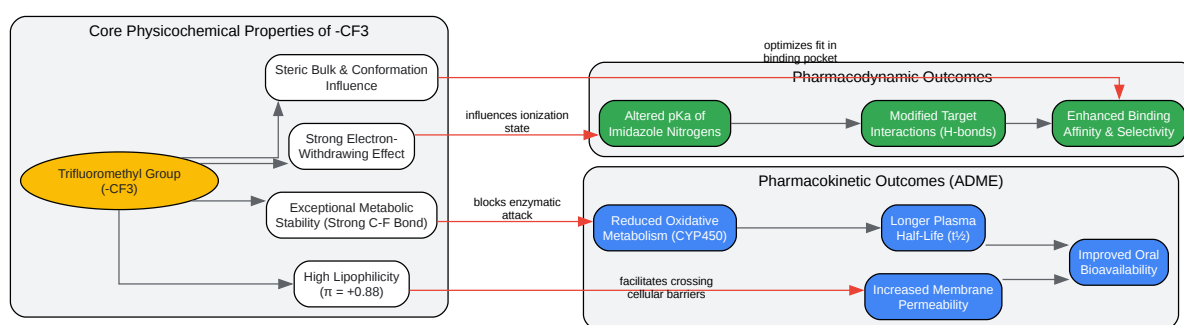 Core Physicochemical Properties of -CF3
Trifluoromethyl Group
(-CF3)
Steric Bulk & Conformation
Influence
Strong Electron-
Withdrawing Effect
Exceptional Metabolic
Stability (Strong C-F Bond)
High Lipophilicity
(π = +0.88)
optimizes fit in
binding pocket
influences ionization
state
blocks enzymatic
attack
facilitates crossing
cellular barriers
Pharmacodynamic Outcomes
Altered pKa of
Imidazole Nitrogens
Modified Target
Interactions (H-bonds)
Enhanced Binding
Affinity & Selectivity
Pharmacokinetic Outcomes (ADME)
Reduced Oxidative
Metabolism (CYP450)
Longer Plasma
Half-Life (t½)
Increased Membrane
Permeability
Improved Oral
Bioavailability